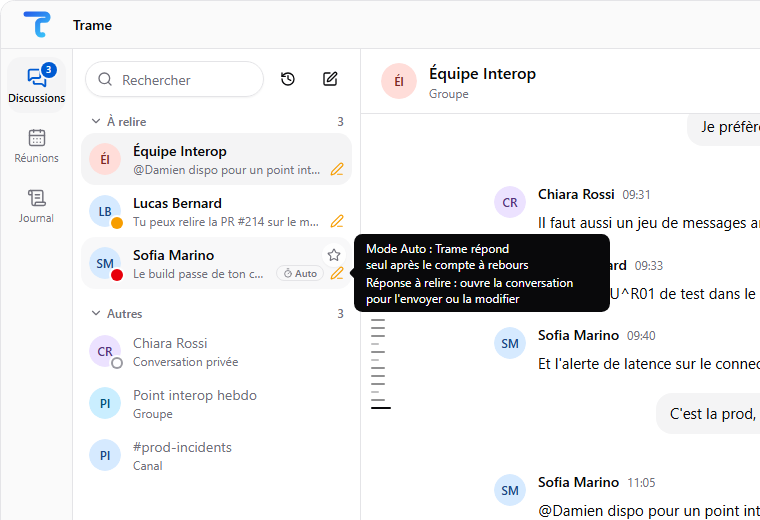 Trame
3
Discussions
Réunions
Journal
Rechercher
À relire 3
ÉI
Équipe Interop
@Damien dispo pour un point int...
LB
Lucas Bernard
Tu peux relire la PR #214 sur le m...
SM
Sofia Marino
Le build passe de ton c... Auto
Autres 3
CR
Chiara Rossi
Conversation privée
PI
Point interop hebdo
Groupe
PI
#prod-incidents
Canal
ÉI
Équipe Interop
Groupe
Je préfèr
CR
Chiara Rossi 09:31
Il faut aussi un jeu de messages a
Mode Auto : Trame répond
seul après le compte à rebours
Réponse à relire : ouvre la conversation
pour l'envoyer ou la modifier
ard 09:33
U^R01 de test dans le
SM
Sofia Marino 09:40
Et l'alerte de latence sur le connec
C'est la prod,
SM
Sofia Marino 11:05
@Damien dispo pour un point int